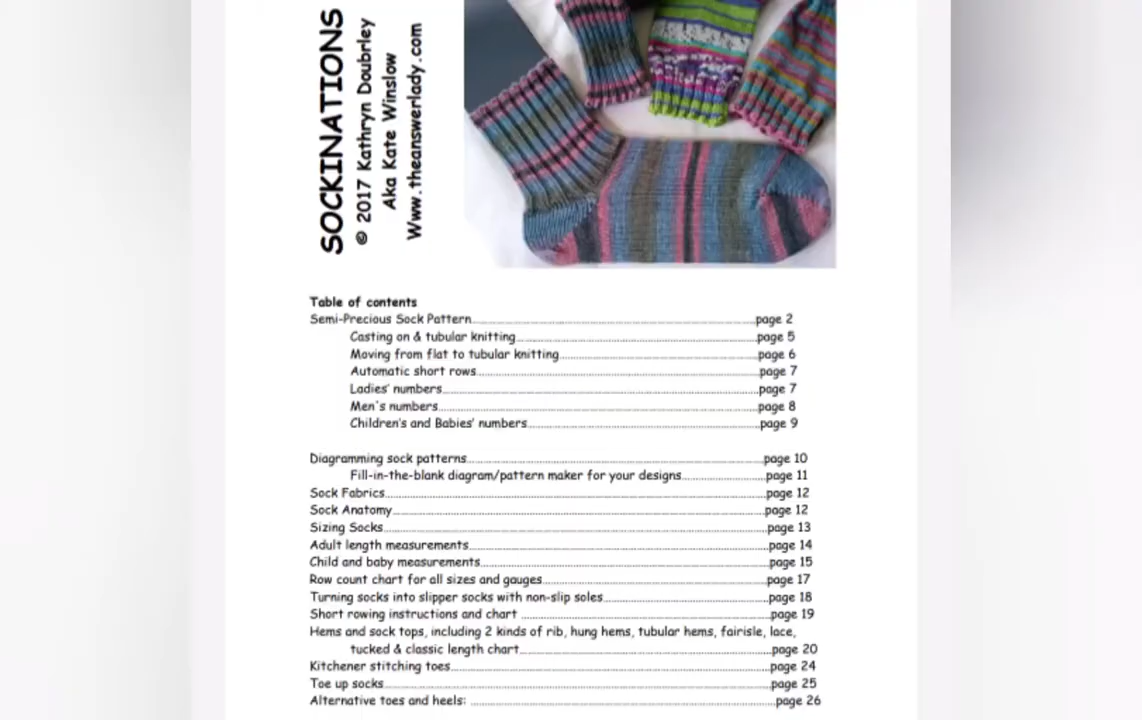 SOCKINATIONS
© 2017 Kathryn Doubrley
Aka Kate Winslow
Www.theanswerlady.com
Table of contents
Semi-Precious Sock Pattern......page 2
Casting on & tubular knitting......page 5
Moving from flat to tubular knitting......page 6
Automatic short rows......page 7
Ladies' numbers......page 7
Men's numbers......page 8
Children's and Babies' numbers......page 9
Diagramming sock patterns......page 10
Fill-in-the-blank diagram/pattern maker for your designs......page 11
Sock Fabrics......page 12
Sock Anatomy......page 12
Sizing Socks......page 13
Adult length measurements......page 14
Child and baby measurements......page 15
Row count chart for all sizes and gauges......page 17
Turning socks into slipper socks with non-slip soles......page 18
Short rowing instructions and chart ......page 19
Hems and sock tops, including 2 kinds of rib, hung hems, tubular hems, fairisle, lace,
tucked & classic length chart......page 20
Kitchener stitching toes......page 24
Toe up socks......page 25
Alternative toes and heels: ......page 26